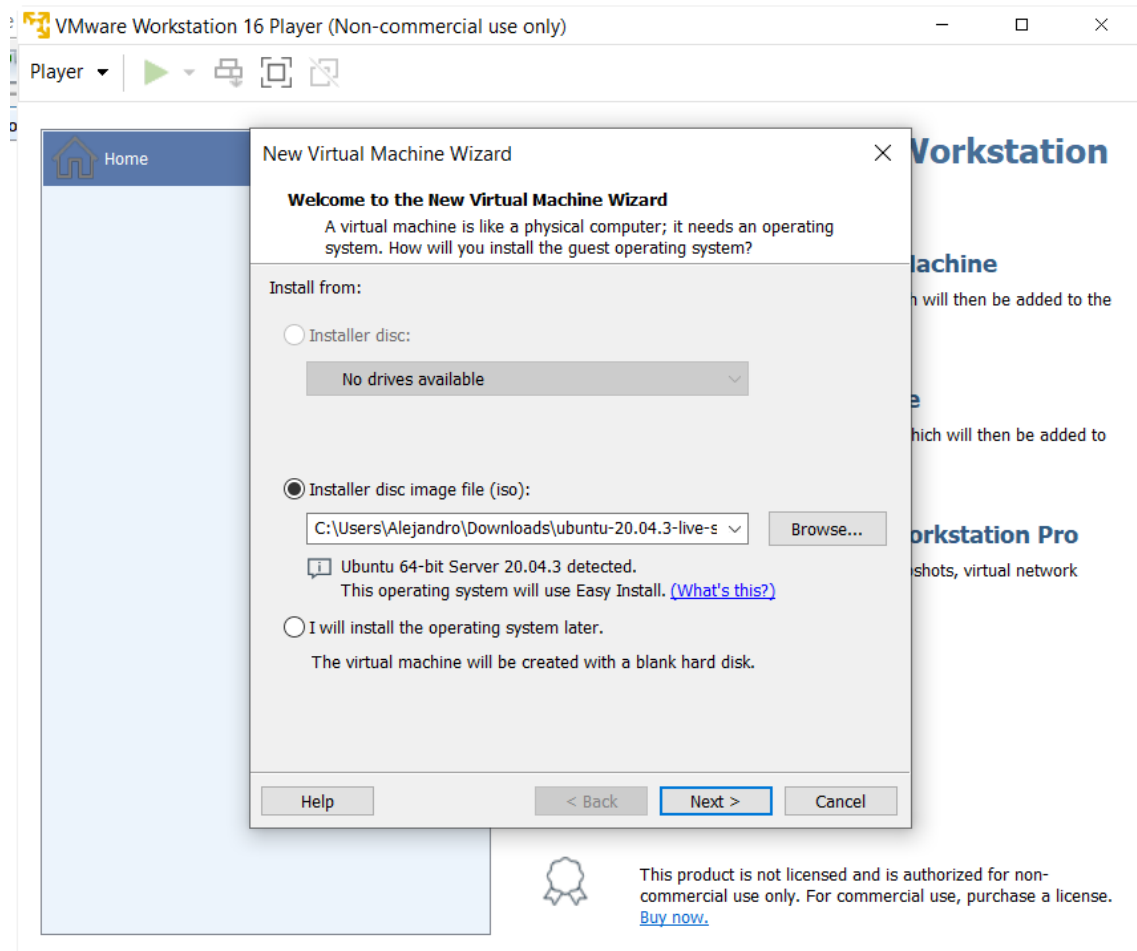 VMware Workstation 16 Player (Non-commercial use only)
Player
Home
New Virtual Machine Wizard
Welcome to the New Virtual Machine Wizard
A virtual machine is like a physical computer; it needs an operating
system. How will you install the guest operating system?
Install from:
Installer disc:
No drives available
Installer disc image file (iso):
C:\Users\Alejandro\Downloads\ubuntu-20.04.3-live-s
Browse...
Ubuntu 64-bit Server 20.04.3 detected.
This operating system will use Easy Install. (What's this?)
I will install the operating system later.
The virtual machine will be created with a blank hard disk.
Help
< Back
Next >
Cancel
Workstation
achine
will then be added to the
e
hich will then be added to
orkstation Pro
shots, virtual network
This product is not licensed and is authorized for non-
commercial use only. For commercial use, purchase a license.
Buy now.